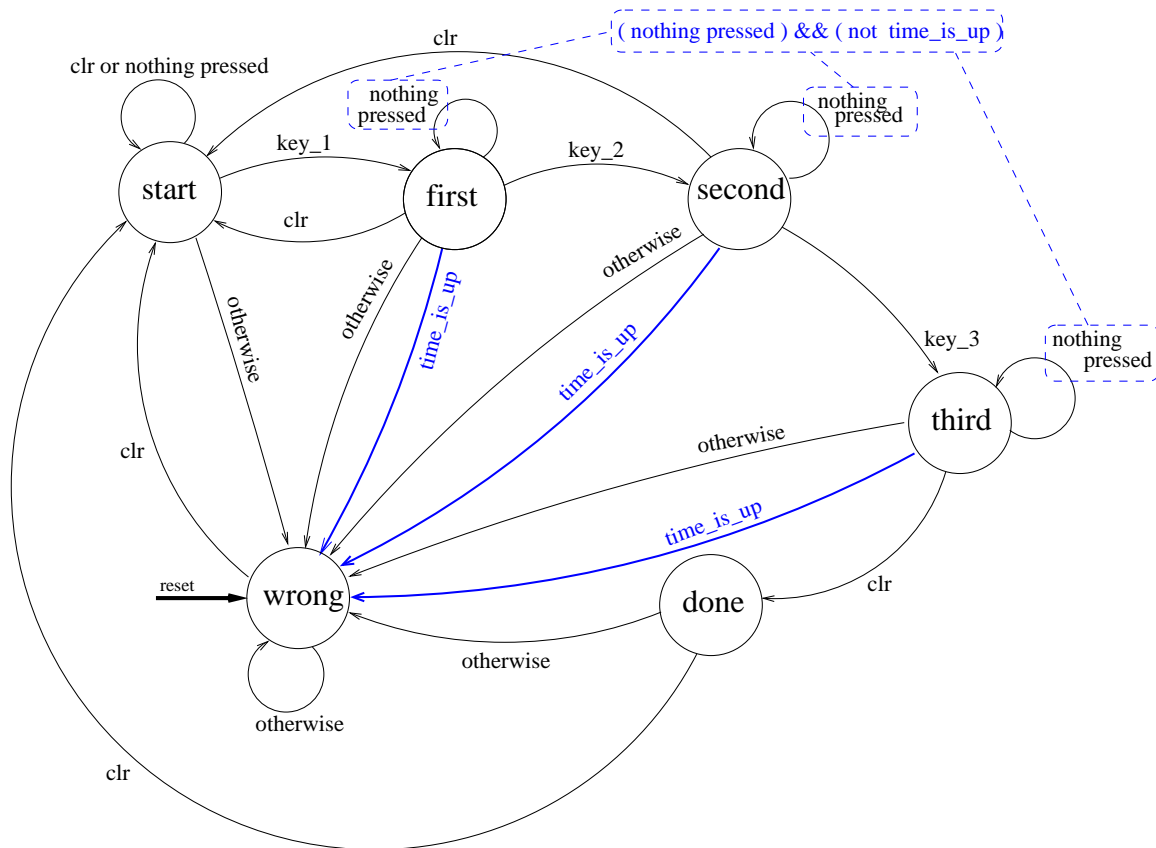 ( nothing pressed ) && ( not time_is_up )
clr
clr or nothing pressed
nothing
pressed
nothing
pressed
key_1
key_2
start
first
second
clr
otherwise
otherwise
time_is_up
otherwise
time_is_up
key_3
nothing
pressed
third
otherwise
clr
time_is_up
reset
wrong
done
clr
otherwise
otherwise
clr